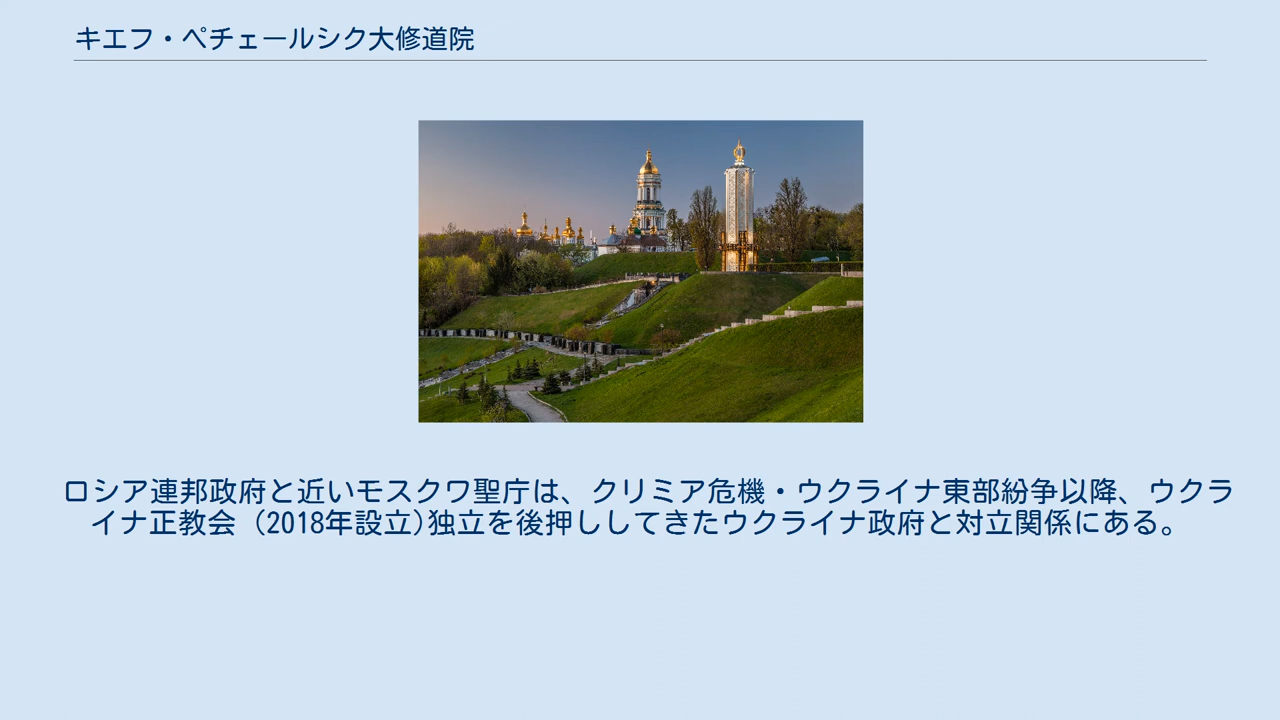 キエフ・ペチェールシク大修道院
ロシア連邦政府と近いモスクワ聖庁は、クリミア危機・ウクライナ東部紛争以降、ウクラ
イナ正教会 (2018年設立)独立を後押ししてきたウクライナ政府と対立関係にある。